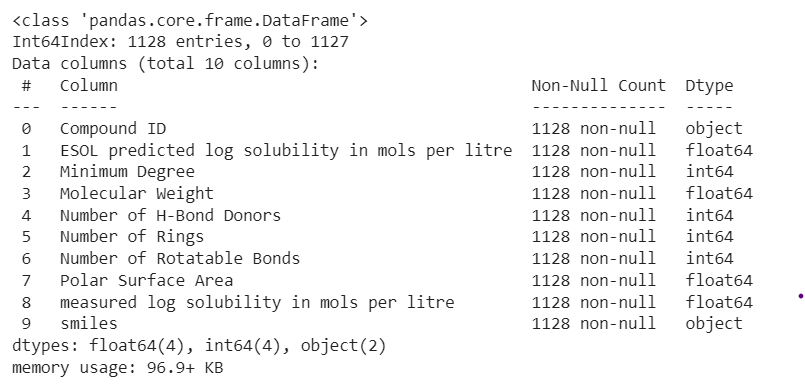 <class 'pandas.core.frame.DataFrame'>
Int64Index: 1128 entries, 0 to 1127
Data columns (total 10 columns):
 #   Column                                           Non-Null Count  Dtype
---  ------                                           --------------  -----
 0   Compound ID                                      1128 non-null   object
 1   ESOL predicted log solubility in mols per litre  1128 non-null   float64
 2   Minimum Degree                                   1128 non-null   int64
 3   Molecular Weight                                 1128 non-null   float64
 4   Number of H-Bond Donors                          1128 non-null   int64
 5   Number of Rings                                  1128 non-null   int64
 6   Number of Rotatable Bonds                        1128 non-null   int64
 7   Polar Surface Area                               1128 non-null   float64
 8   measured log solubility in mols per litre        1128 non-null   float64
 9   smiles                                           1128 non-null   object
dtypes: float64(4), int64(4), object(2)
memory usage: 96.9+ KB